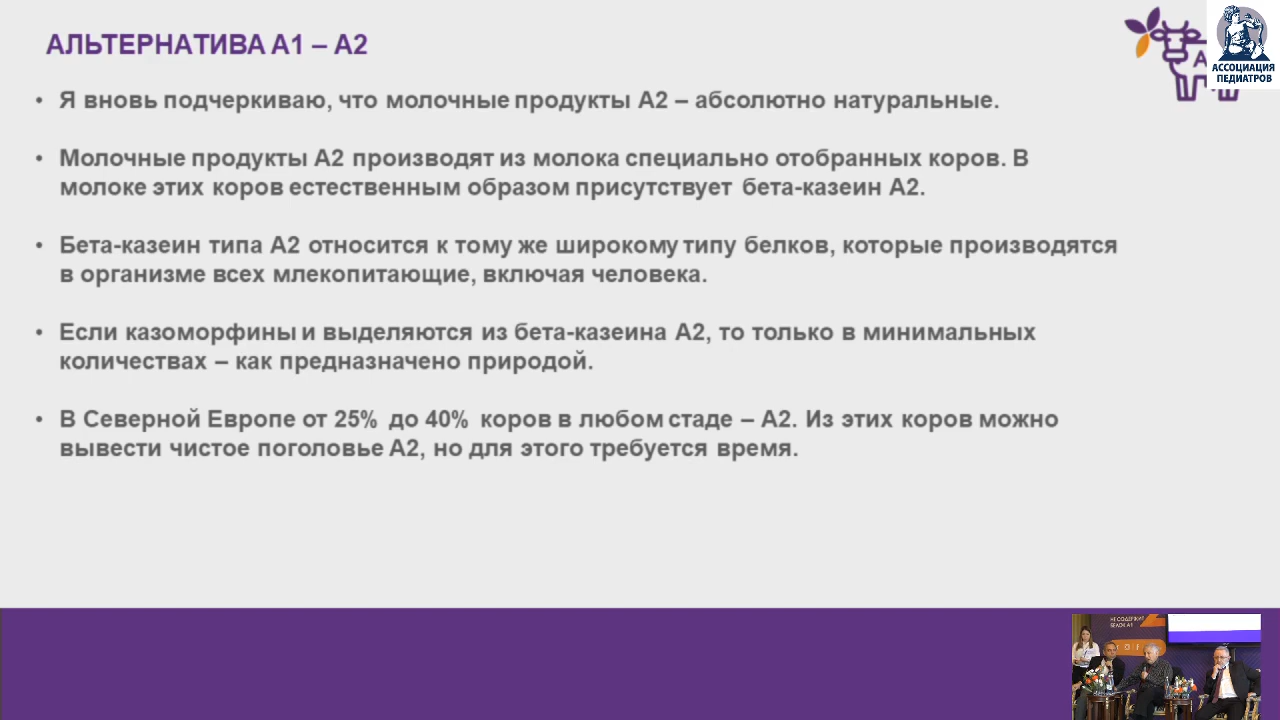 АЛЬТЕРНАТИВА А1 – А2
АССОЦИАЦИЯ
ПЕДИАТРОВ
• Я вновь подчеркиваю, что молочные продукты А2 – абсолютно натуральные.
• Молочные продукты А2 производят из молока специально отобранных коров. В
молоке этих коров естественным образом присутствует бета-казеин А2.
• Бета-казеин типа А2 относится к тому же широкому типу белков, которые производятся
в организме всех млекопитающие, включая человека.
• Если казоморфины и выделяются из бета-казеина А2, то только в минимальных
количествах – как предназначено природой.
• В Северной Европе от 25% до 40% коров в любом стаде – А2. Из этих коров можно
вывести чистое поголовье А2, но для этого требуется время.
НЕ СОДЕРЖИТ
БЕЛОК А1